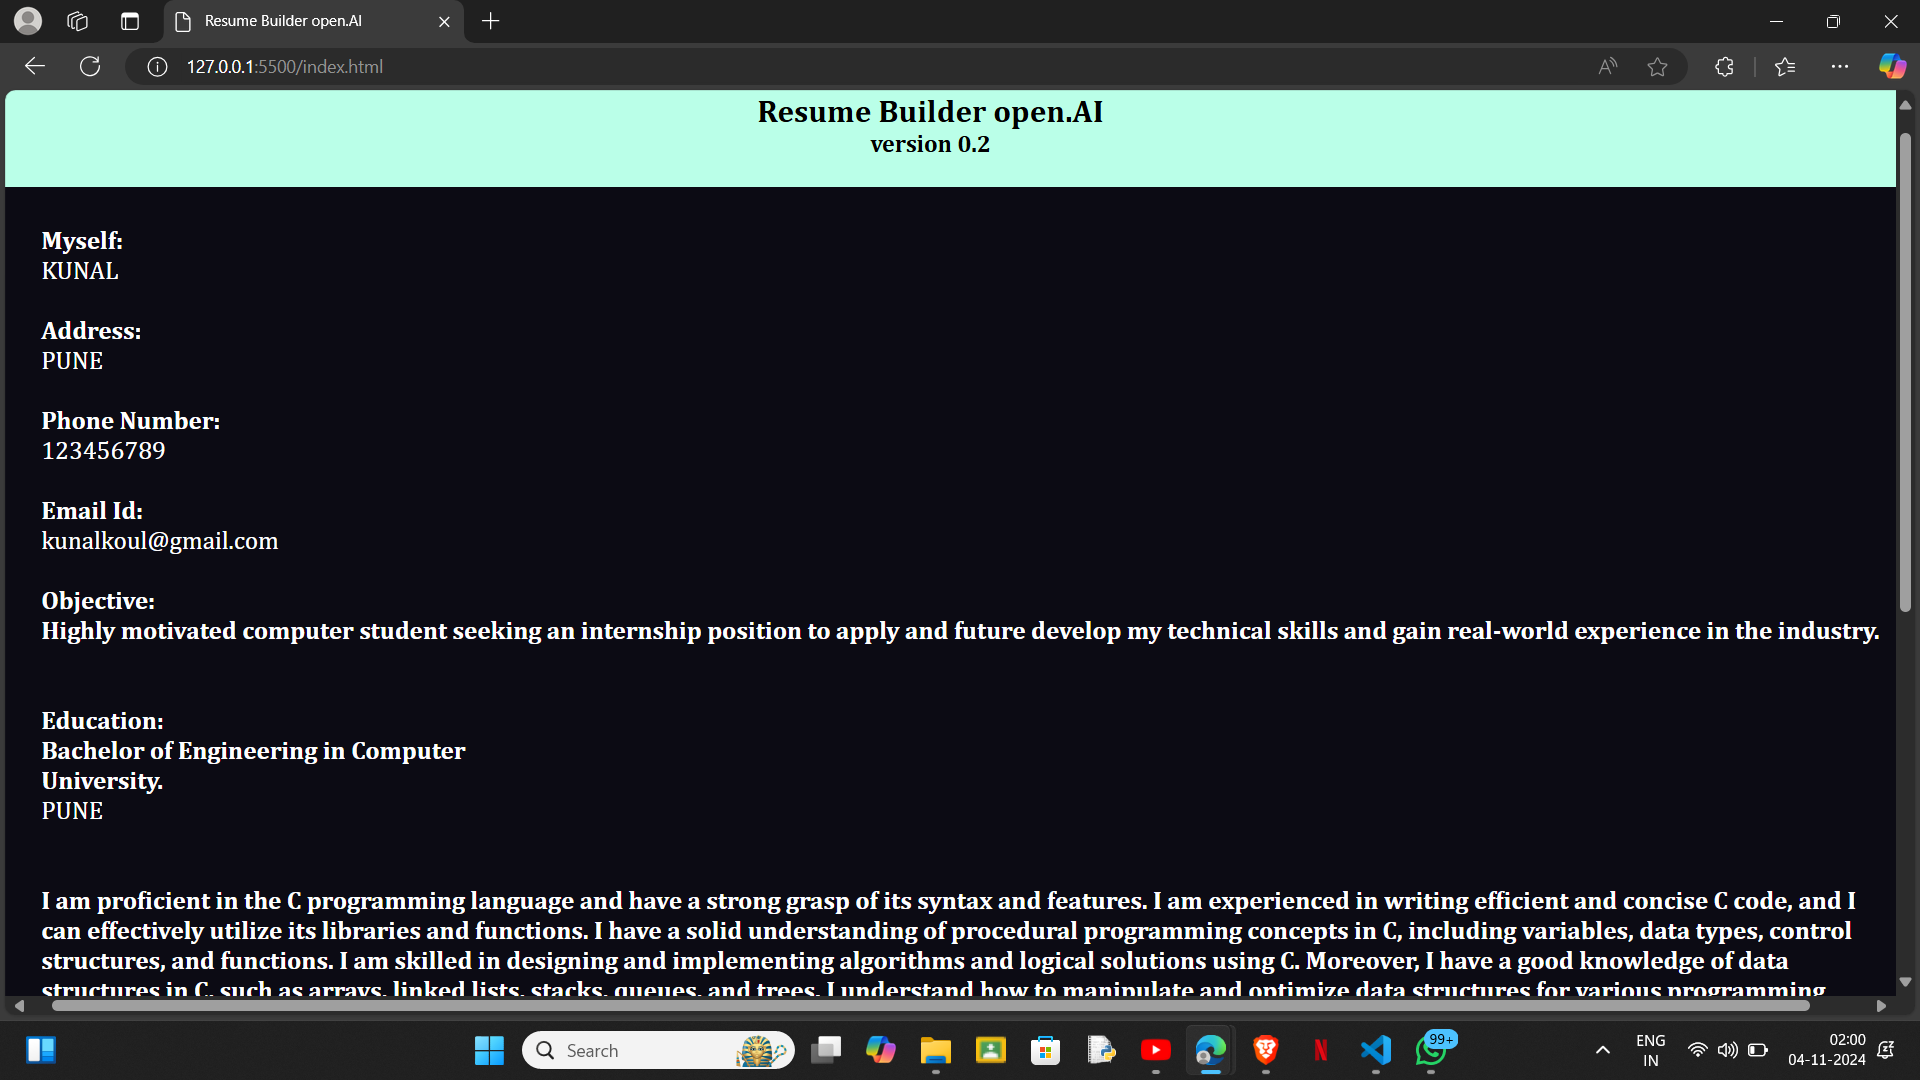 Resume Builder open.AI
127.0.0.1:5500/index.html
Resume Builder open.AI
version 0.2
Myself:
KUNAL
Address:
PUNE
Phone Number:
123456789
Email Id:
kunalkoul@gmail.com
Objective:
Highly motivated computer student seeking an internship position to apply and future develop my technical skills and gain real-world experience in the industry.
Education:
Bachelor of Engineering in Computer
University.
PUNE
I am proficient in the C programming language and have a strong grasp of its syntax and features. I am experienced in writing efficient and concise C code, and I
can effectively utilize its libraries and functions. I have a solid understanding of procedural programming concepts in C, including variables, data types, control
structures, and functions. I am skilled in designing and implementing algorithms and logical solutions using C. Moreover, I have a good knowledge of data
structures in C, such as arrays, linked lists, stacks, queues, and trees. I understand how to manipulate and optimize data structures for various programming
Search
99+
ENG
IN
02:00
04-11-2024